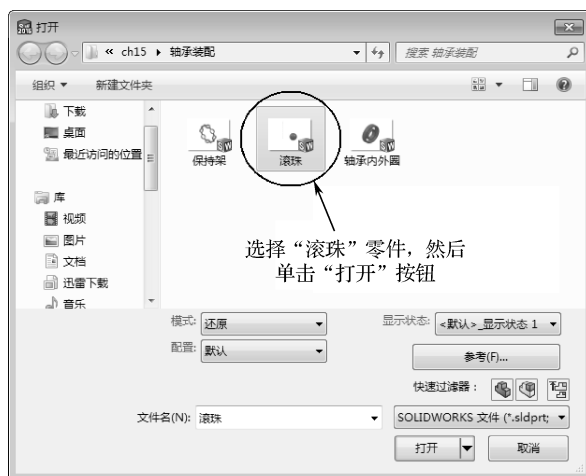 打开
« ch15 ▸ 轴承装配
搜索 轴承装配
组织 ▼ 新建文件夹
下载
桌面
最近访问的位置
库
视频
图片
文档
迅雷下载
音乐
保持架
滚珠
轴承内外圈
选择“滚珠”零件，然后
单击“打开”按钮
模式: 还原
显示状态: <默认>_显示状态 1
配置: 默认
参考(F)...
快速过滤器：
文件名(N): 滚珠
SOLIDWORKS 文件 (*.sldprt;
打开
取消